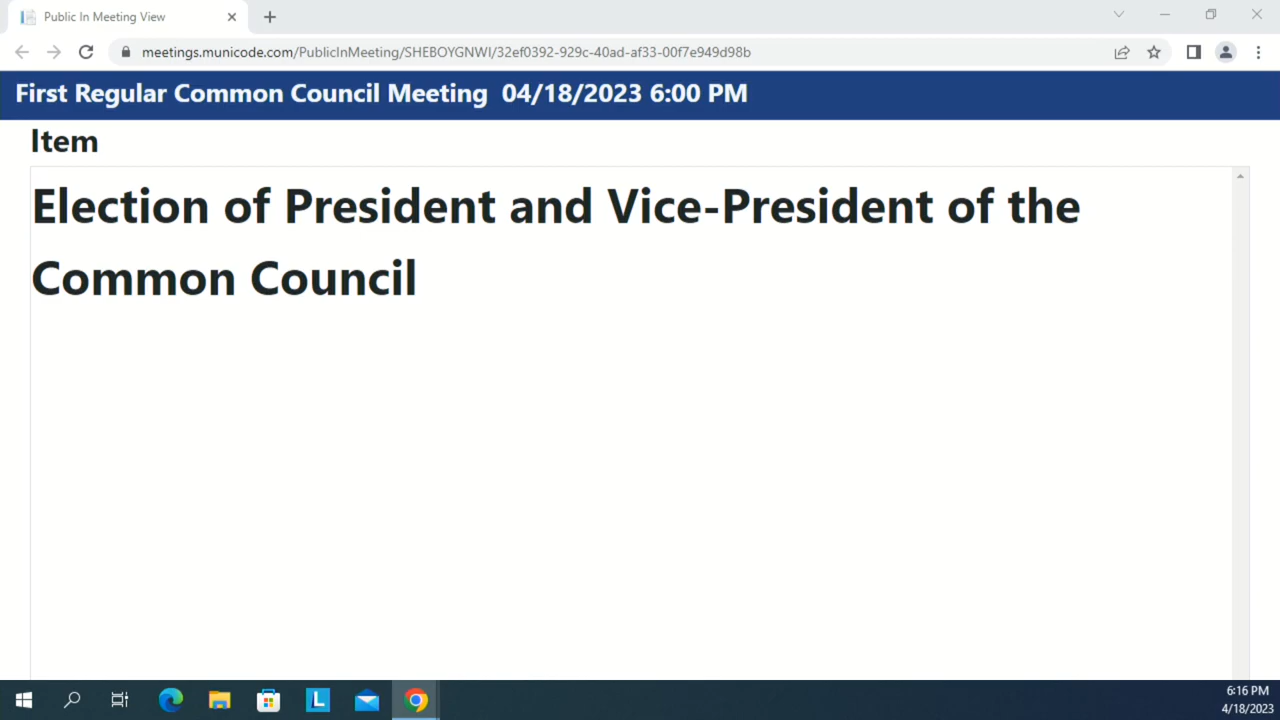 Public In Meeting View
meetings.municode.com/PublicInMeeting/SHEBOYGNWI/32ef0392-929c-40ad-af33-00f7e949d98b
First Regular Common Council Meeting 04/18/2023 6:00 PM
Item
Election of President and Vice-President of the
Common Council
L
6:16 PM
4/18/2023